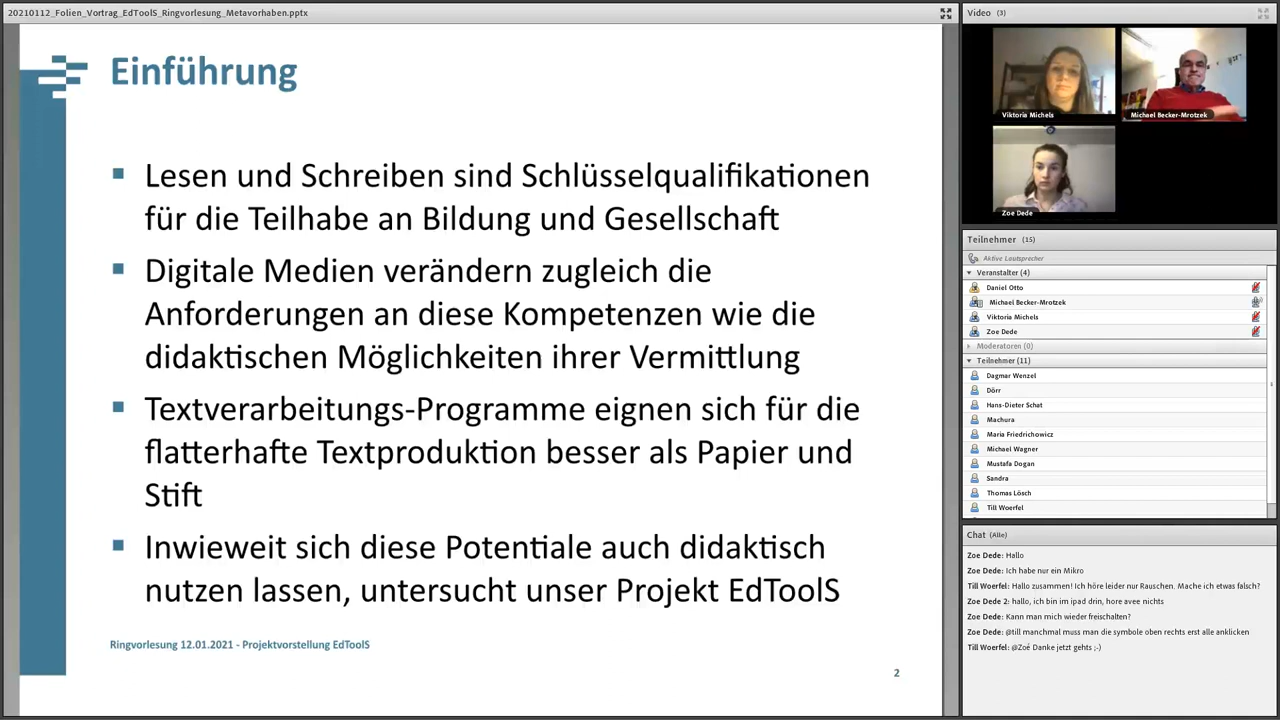 20210112_Folien_Vortrag_EdToolS_Ringvorlesung_Metavorhaben.pptx
Einführung
Lesen und Schreiben sind Schlüsselqualifikationen
für die Teilhabe an Bildung und Gesellschaft
Digitale Medien verändern zugleich die
Anforderungen an diese Kompetenzen wie die
didaktischen Möglichkeiten ihrer Vermittlung
Textverarbeitungs-Programme eignen sich für die
flatterhafte Textproduktion besser als Papier und
Stift
Inwieweit sich diese Potentiale auch didaktisch
nutzen lassen, untersucht unser Projekt EdToolS
Ringvorlesung 12.01.2021 - Projektvorstellung EdToolS
2
Video (3)
Viktoria Michels
Michael Becker-Mrotzek
Zoe Dede
Teilnehmer (15)
Aktive Lautsprecher
Veranstalter (4)
Daniel Otto
Michael Becker-Mrotzek
Viktoria Michels
Zoe Dede
Moderatoren (0)
Teilnehmer (11)
Dagmar Wenzel
Dörr
Hans-Dieter Schat
Machura
Maria Friedrichowicz
Michael Wagner
Mustafa Dogan
Sandra
Thomas Lösch
Till Woerfel
Chat (Alle)
Zoe Dede: Hallo
Zoe Dede: Ich habe nur ein Mikro
Till Woerfel: Hallo zusammen! Ich höre leider nur Rauschen. Mache ich etwas falsch?
Zoe Dede 2: hallo, ich bin im ipad drin, hore avee nichts
Zoe Dede: Kann man mich wieder freischalten?
Zoe Dede: @till manchmal muss man die symbole oben rechts erst alle anklicken
Till Woerfel: @Zoé Danke jetzt gehts ;-)